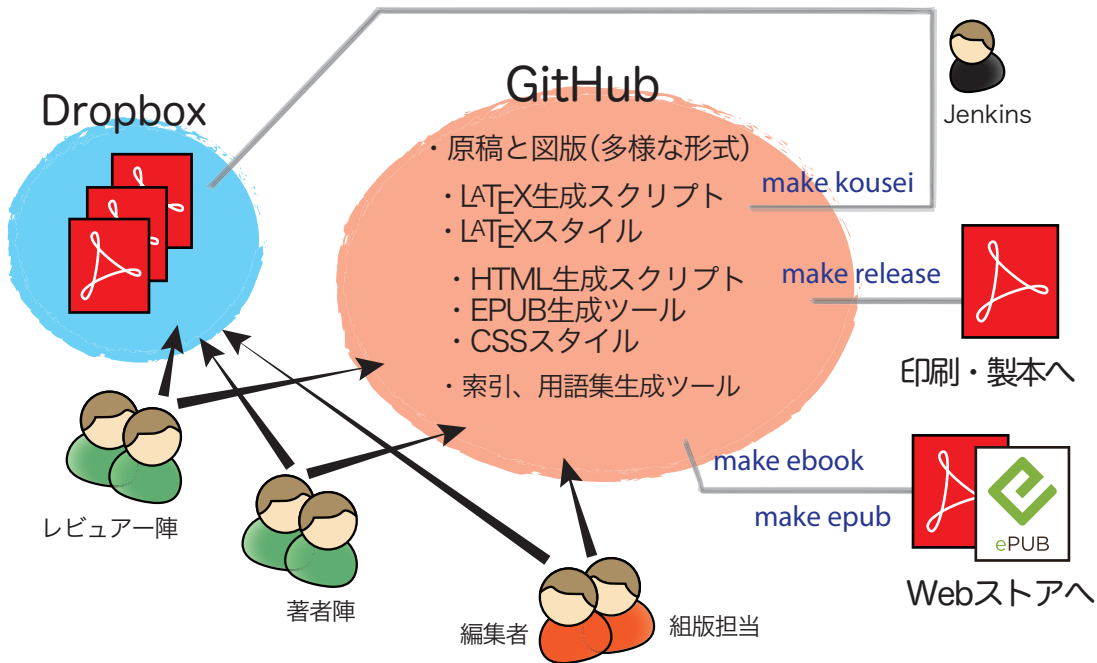 Dropbox
GitHub
・原稿と図版(多様な形式)
・LATEX生成スクリプト
・LATEXスタイル
・HTML生成スクリプト
・EPUB生成ツール
・CSSスタイル
・索引、用語集生成ツール
Jenkins
make kousei
make release
印刷・製本へ
make ebook
make epub
ePUB
Webストアへ
レビュアー陣
著者陣
編集者
組版担当